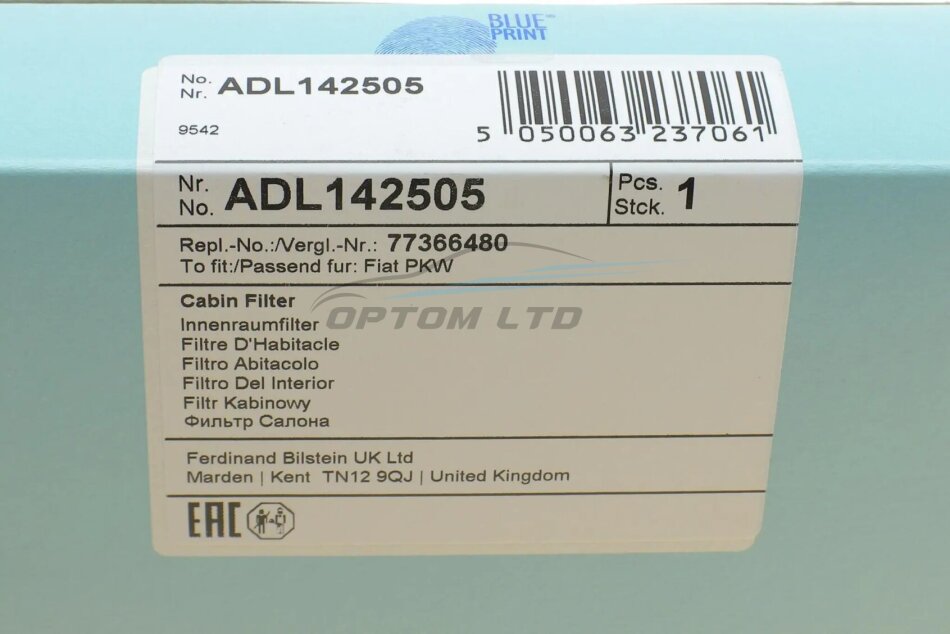 BLUE
PRINT
No.
Nr. ADL142505
9542
5 050063 237061
Nr.
No. ADL142505
Pcs.
Stck. 1
Repl.-No.:/Vergl.-Nr.: 77366480
To fit:/Passend fur: Fiat PKW
Cabin Filter
Innenraumfilter
Filtre D'Habitacle
Filtro Abitacolo
Filtro Del Interior
Filtr Kabinowy
Фильтр Салона
OPTOM LTD
Ferdinand Bilstein UK Ltd
Marden | Kent TN12 9QJ | United Kingdom
EAC